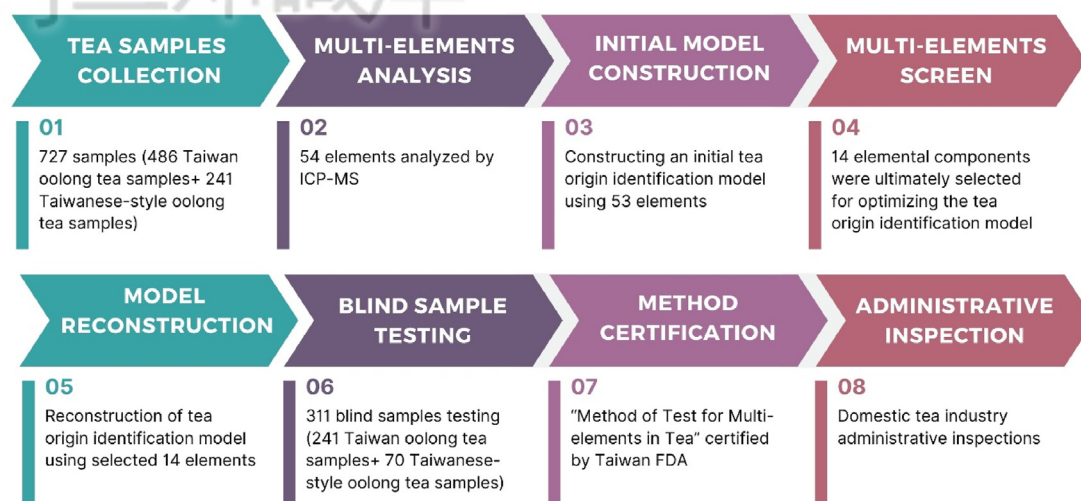 TEA SAMPLES
COLLECTION
MULTI-ELEMENTS
ANALYSIS
INITIAL MODEL
CONSTRUCTION
MULTI-ELEMENTS
SCREEN
01
727 samples (486 Taiwan
oolong tea samples+ 241
Taiwanese-style oolong
tea samples)
02
54 elements analyzed by
ICP-MS
03
Constructing an initial tea
origin identification model
using 53 elements
04
14 elemental components
were ultimately selected
for optimizing the tea
origin identification model
MODEL
RECONSTRUCTION
BLIND SAMPLE
TESTING
METHOD
CERTIFICATION
ADMINISTRATIVE
INSPECTION
05
Reconstruction of tea
origin identification model
using selected 14 elements
06
311 blind samples testing
(241 Taiwan oolong tea
samples+ 70 Taiwanese-
style oolong tea samples)
07
“Method of Test for Multi-
elements in Tea” certified
by Taiwan FDA
08
Domestic tea industry
administrative inspections